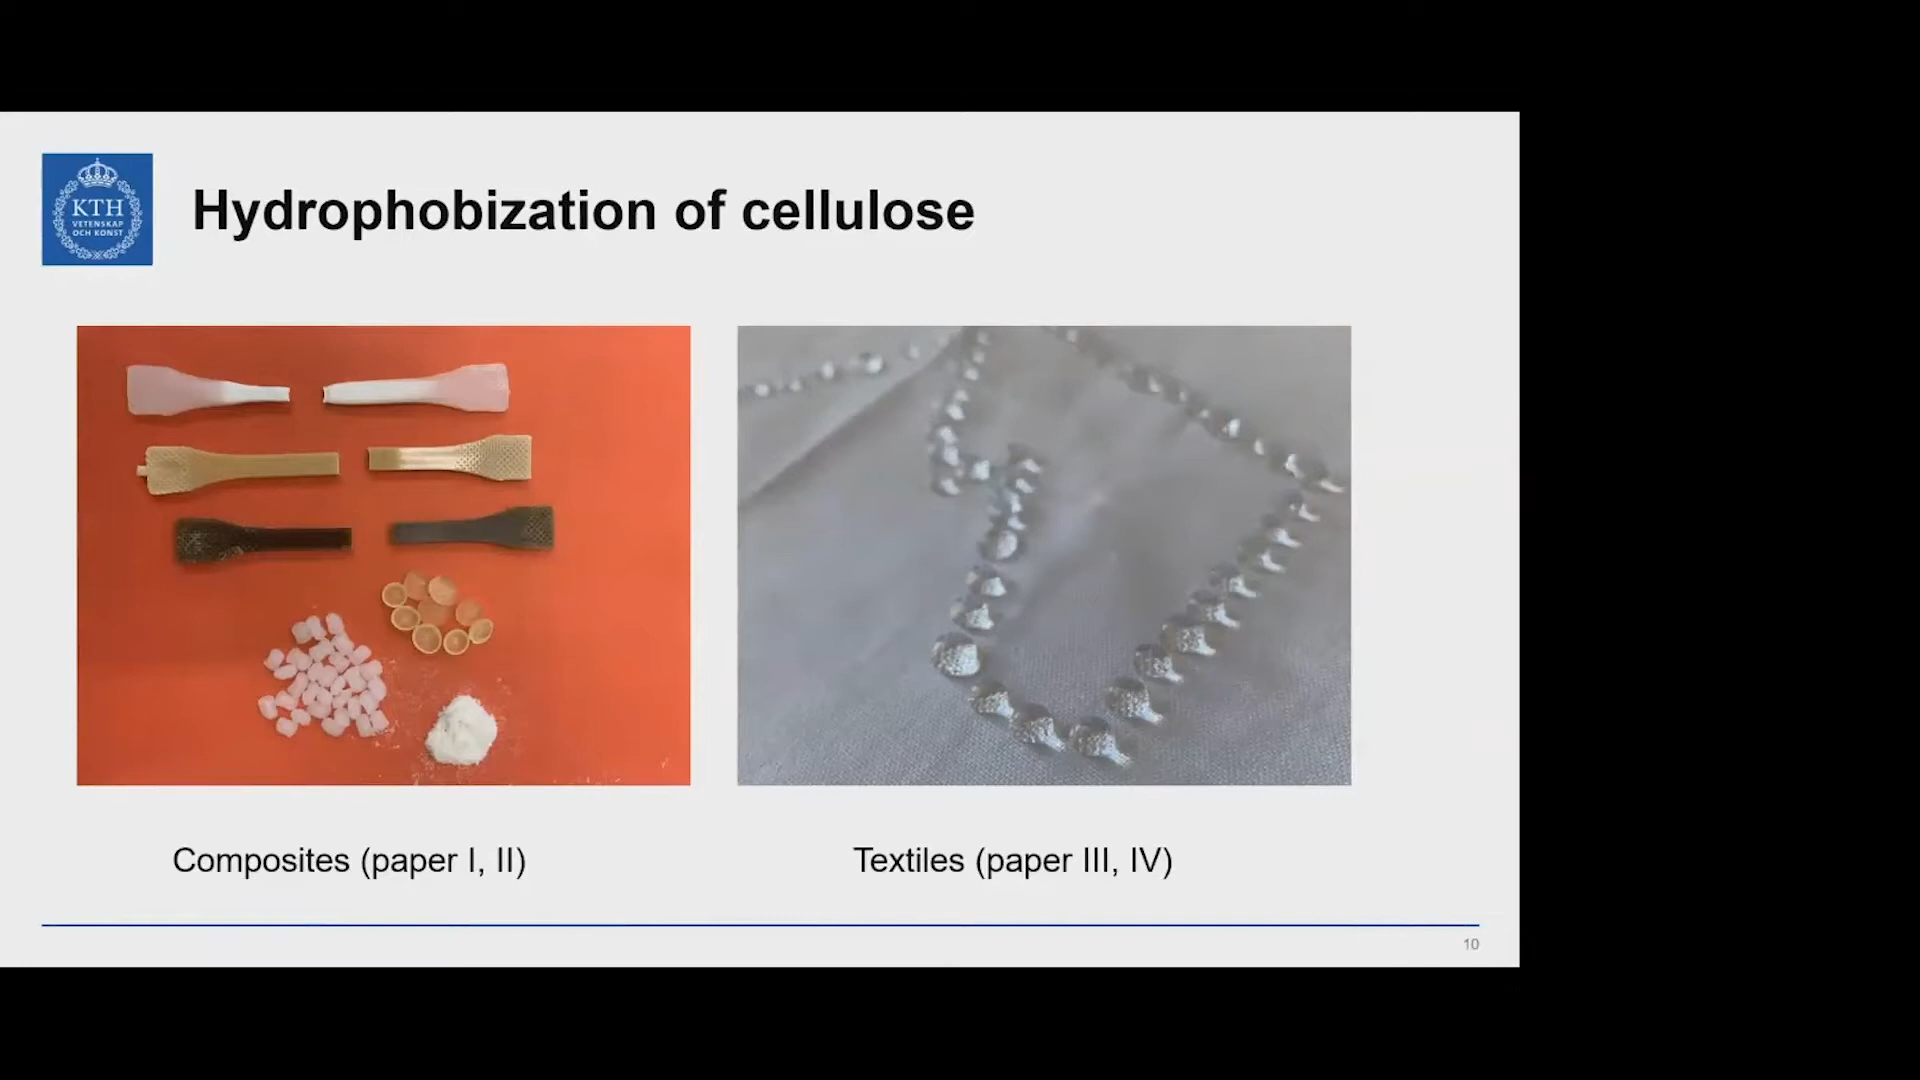 KTH
VETENSKAP
OCH KONST
Hydrophobization of cellulose
Composites (paper I, II)
Textiles (paper III, IV)
10